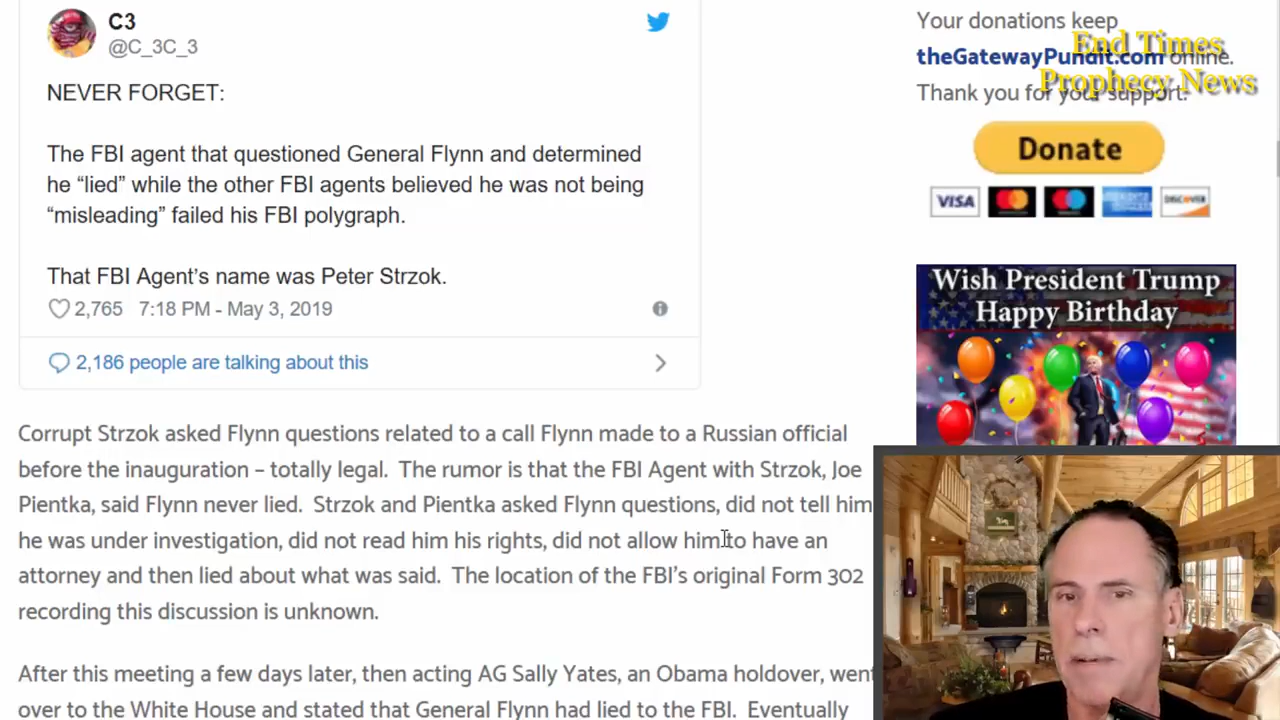 C3
@C_3C_3
NEVER FORGET:
The FBI agent that questioned General Flynn and determined
he “lied” while the other FBI agents believed he was not being
“misleading” failed his FBI polygraph.
That FBI Agent’s name was Peter Strzok.
2,765 7:18 PM - May 3, 2019
2,186 people are talking about this
Corrupt Strzok asked Flynn questions related to a call Flynn made to a Russian official
before the inauguration – totally legal. The rumor is that the FBI Agent with Strzok, Joe
Pientka, said Flynn never lied. Strzok and Pientka asked Flynn questions, did not tell him
he was under investigation, did not read him his rights, did not allow him to have an
attorney and then lied about what was said. The location of the FBI’s original Form 302
recording this discussion is unknown.
After this meeting a few days later, then acting AG Sally Yates, an Obama holdover, went
over to the White House and stated that General Flynn had lied to the FBI. Eventually
Your donations keep
theGatewayPundit.com online.
Thank you for your support.
End Times
Prophecy News
Donate
VISA
DISCOVER
Wish President Trump
Happy Birthday